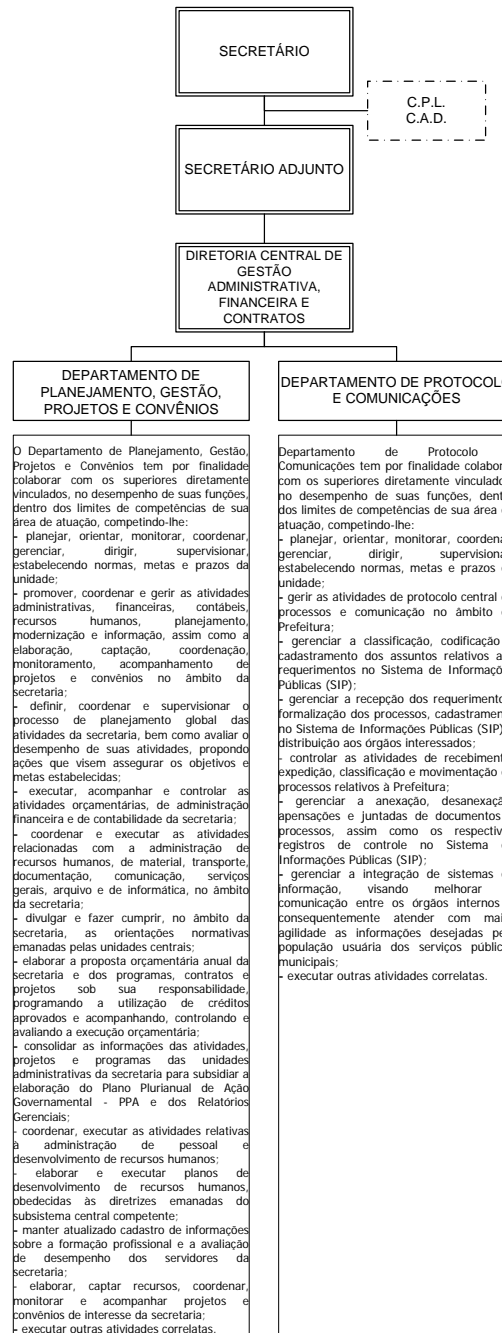 SECRETÁRIO
C.P.L.
C.A.D.
SECRETÁRIO ADJUNTO
DIRETORIA CENTRAL DE
GESTÃO
ADMINISTRATIVA,
FINANCEIRA E
CONTRATOS
DEPARTAMENTO DE
PLANEJAMENTO, GESTÃO,
PROJETOS E CONVÊNIOS
O Departamento de Planejamento, Gestão,
Projetos e Convênios tem por finalidade
colaborar com os superiores diretamente
vinculados, no desempenho de suas funções,
dentro dos limites de competências de sua
área de atuação, competindo-lhe:
- planejar, orientar, monitorar, coordenar,
gerenciar, dirigir, supervisionar,
estabelecendo normas, metas e prazos da
unidade;
- promover, coordenar e gerir as atividades
administrativas, financeiras, contábeis,
recursos humanos, planejamento,
modernização e informação, assim como a
elaboração, captação, coordenação,
monitoramento, acompanhamento de
projetos e convênios no âmbito da
secretaria;
- definir, coordenar e supervisionar o
processo de planejamento global das
atividades da secretaria, bem como avaliar o
desempenho de suas atividades, propondo
ações que visem assegurar os objetivos e
metas estabelecidas;
- executar, acompanhar e controlar as
atividades orçamentárias, de administração
financeira e de contabilidade da secretaria;
- coordenar e executar as atividades
relacionadas com a administração de
recursos humanos, de material, transporte,
documentação, comunicação, serviços
gerais, arquivo e de informática, no âmbito
da secretaria;
- divulgar e fazer cumprir, no âmbito da
secretaria, as orientações normativas
emanadas pelas unidades centrais;
- elaborar a proposta orçamentária anual da
secretaria e dos programas, contratos e
projetos sob sua responsabilidade,
programando a utilização de créditos
aprovados e acompanhando, controlando e
avaliando a execução orçamentária;
- consolidar as informações das atividades,
projetos e programas das unidades
administrativas da secretaria para subsidiar a
elaboração do Plano Plurianual de Ação
Governamental - PPA e dos Relatórios
Gerenciais;
- coordenar, executar as atividades relativas
à administração de pessoal e
desenvolvimento de recursos humanos;
- elaborar e executar planos de
desenvolvimento de recursos humanos,
obedecidas às diretrizes emanadas do
subsistema central competente;
- manter atualizado cadastro de informações
sobre a formação profissional e a avaliação
de desempenho dos servidores da
secretaria;
- elaborar, captar recursos, coordenar,
monitorar e acompanhar projetos e
convênios de interesse da secretaria;
- executar outras atividades correlatas.
DEPARTAMENTO DE PROTOCOLO
E COMUNICAÇÕES
Departamento de Protocolo
Comunicações tem por finalidade colabor
com os superiores diretamente vinculad
no desempenho de suas funções, dent
dos limites de competências de sua área
atuação, competindo-lhe:
- planejar, orientar, monitorar, coordena
gerenciar, dirigir, supervisiona
estabelecendo normas, metas e prazos
unidade;
- gerir as atividades de protocolo central
processos e comunicação no âmbito
Prefeitura;
- gerenciar a classificação, codificação
cadastramento dos assuntos relativos a
requerimentos no Sistema de Informaçõ
Públicas (SIP);
- gerenciar a recepção dos requerimento
formalização dos processos, cadastramen
no Sistema de Informações Públicas (SIP)
distribuição aos órgãos interessados;
- controlar as atividades de recebiment
expedição, classificação e movimentação
processos relativos à Prefeitura;
- gerenciar a anexação, desanexaçã
apensações e juntadas de documentos
processos, assim como os respectiv
registros de controle no Sistema
Informações Públicas (SIP);
- gerenciar a integração de sistemas
informação, visando melhorar
comunicação entre os órgãos internos
consequentemente atender com mai
agilidade as informações desejadas pe
população usuária dos serviços públic
municipais;
- executar outras atividades correlatas.